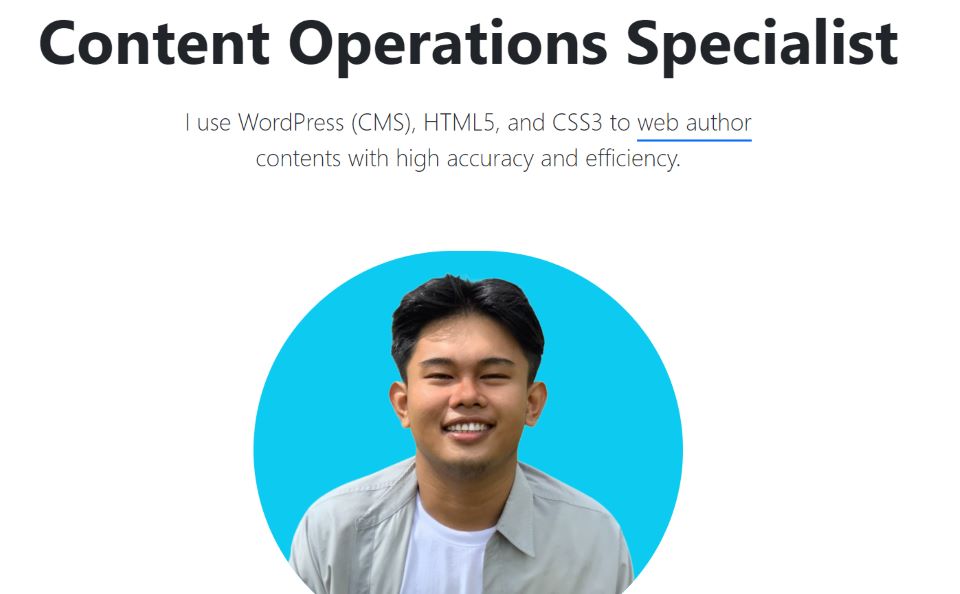 Content Operations Specialist
I use WordPress (CMS), HTML5, and CSS3 to web author
contents with high accuracy and efficiency.